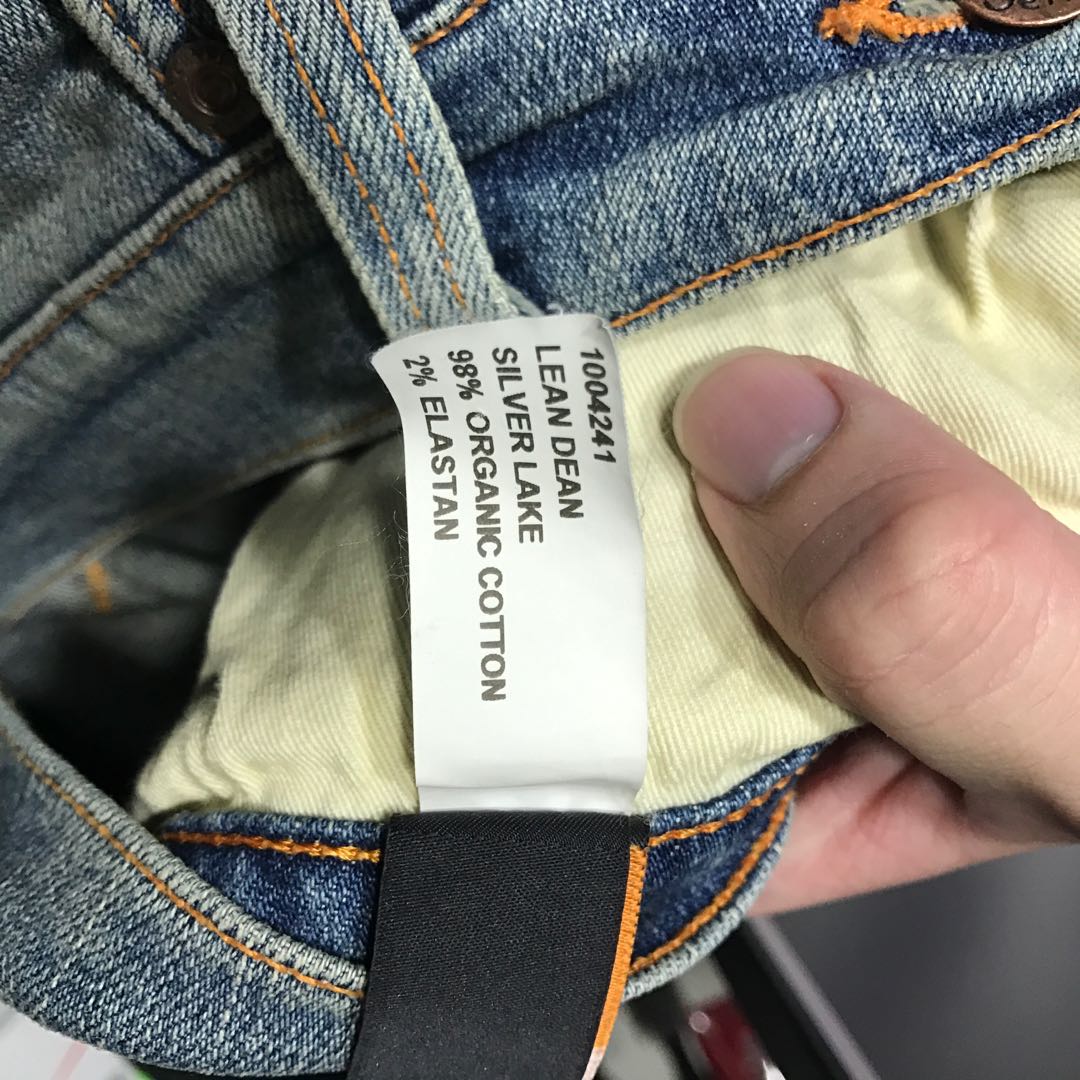 1004241
LEAN DEAN
SILVER LAKE
98% ORGANIC COTTON
2% ELASTAN